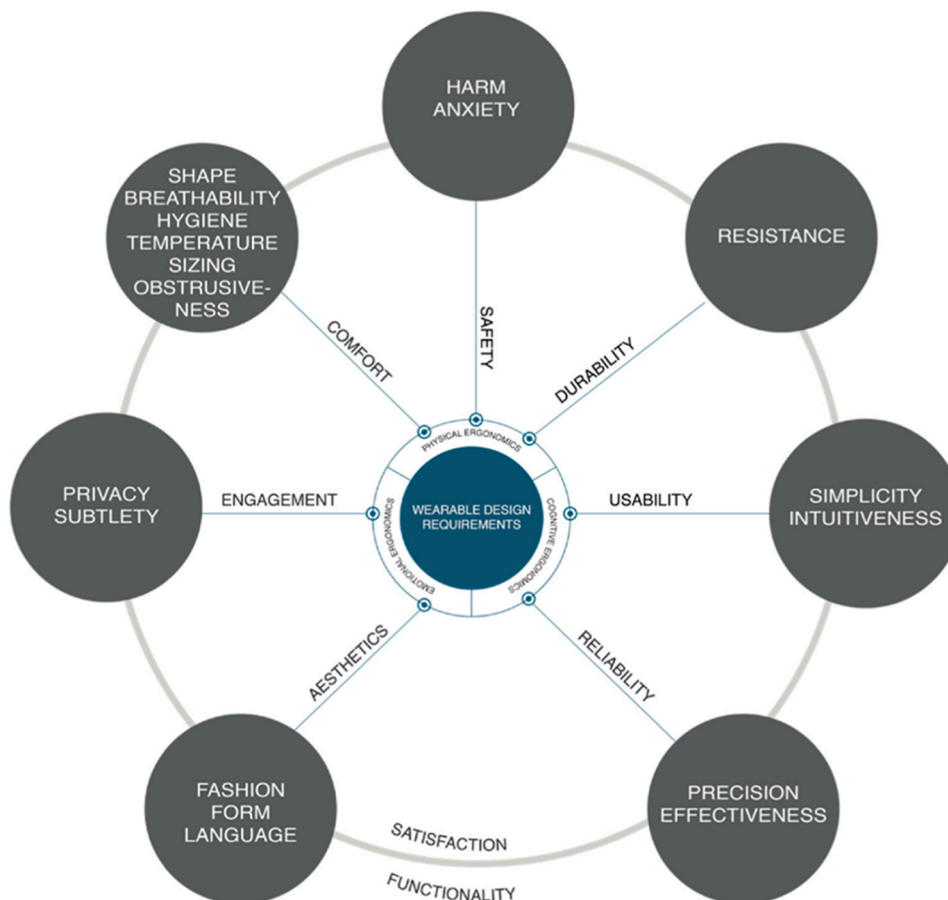 HARM
ANXIETY
SHAPE
BREATHABILITY
HYGIENE
TEMPERATURE
SIZING
OBSTRUSIVE-
NESS
RESISTANCE
COMFORT
SAFETY
DURABILITY
PHYSICAL ERGONOMICS
PRIVACY
SUBTLETY
ENGAGEMENT
EMOTIONAL ERGONOMICS
WEARABLE DESIGN
REQUIREMENTS
COGNITIVE ERGONOMICS
USABILITY
SIMPLICITY
INTUITIVENESS
AESTHETICS
RELIABILITY
FASHION
FORM
LANGUAGE
PRECISION
EFFECTIVENESS
SATISFACTION
FUNCTIONALITY